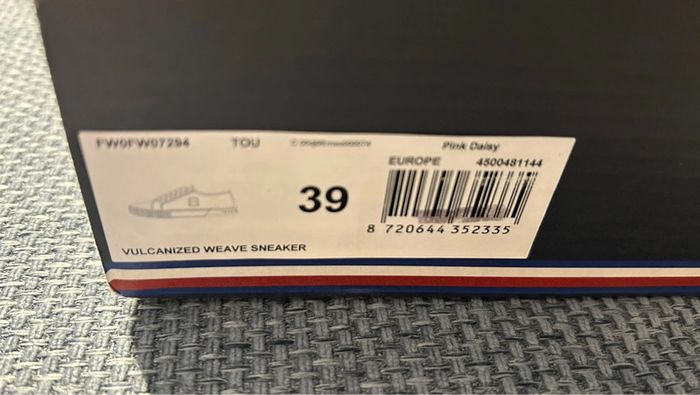 FW0FW07294 TOU Pink Daisy
EUROPE 4500481144
39
8 720644 352335
VULCANIZED WEAVE SNEAKER